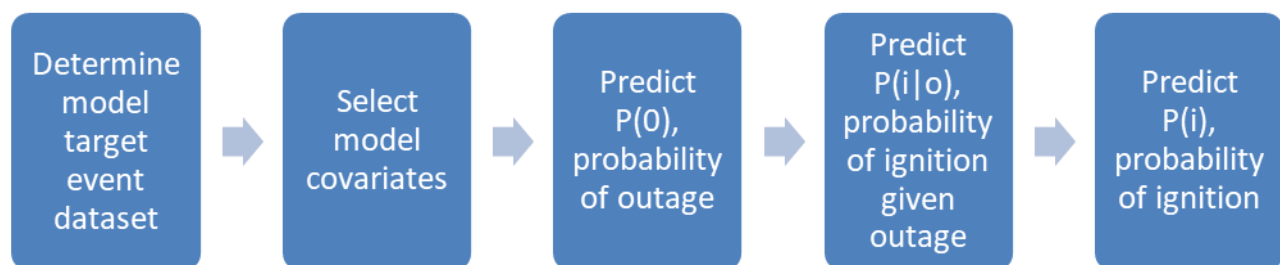 Determine
model
target
event
dataset
Select
model
covariates
Predict
P(0),
probability
of outage
Predict
P(i|o),
probability
of ignition
given
outage
Predict
P(i),
probability
of ignition